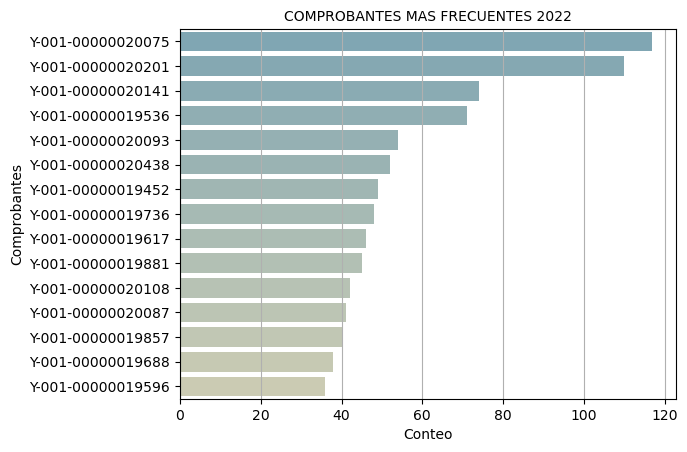 COMPROBANTES MAS FRECUENTES 2022
Comprobantes
Y-001-00000020075
Y-001-00000020201
Y-001-00000020141
Y-001-00000019536
Y-001-00000020093
Y-001-00000020438
Y-001-00000019452
Y-001-00000019736
Y-001-00000019617
Y-001-00000019881
Y-001-00000020108
Y-001-00000020087
Y-001-00000019857
Y-001-00000019688
Y-001-00000019596
0 20 40 60 80 100 120
Conteo